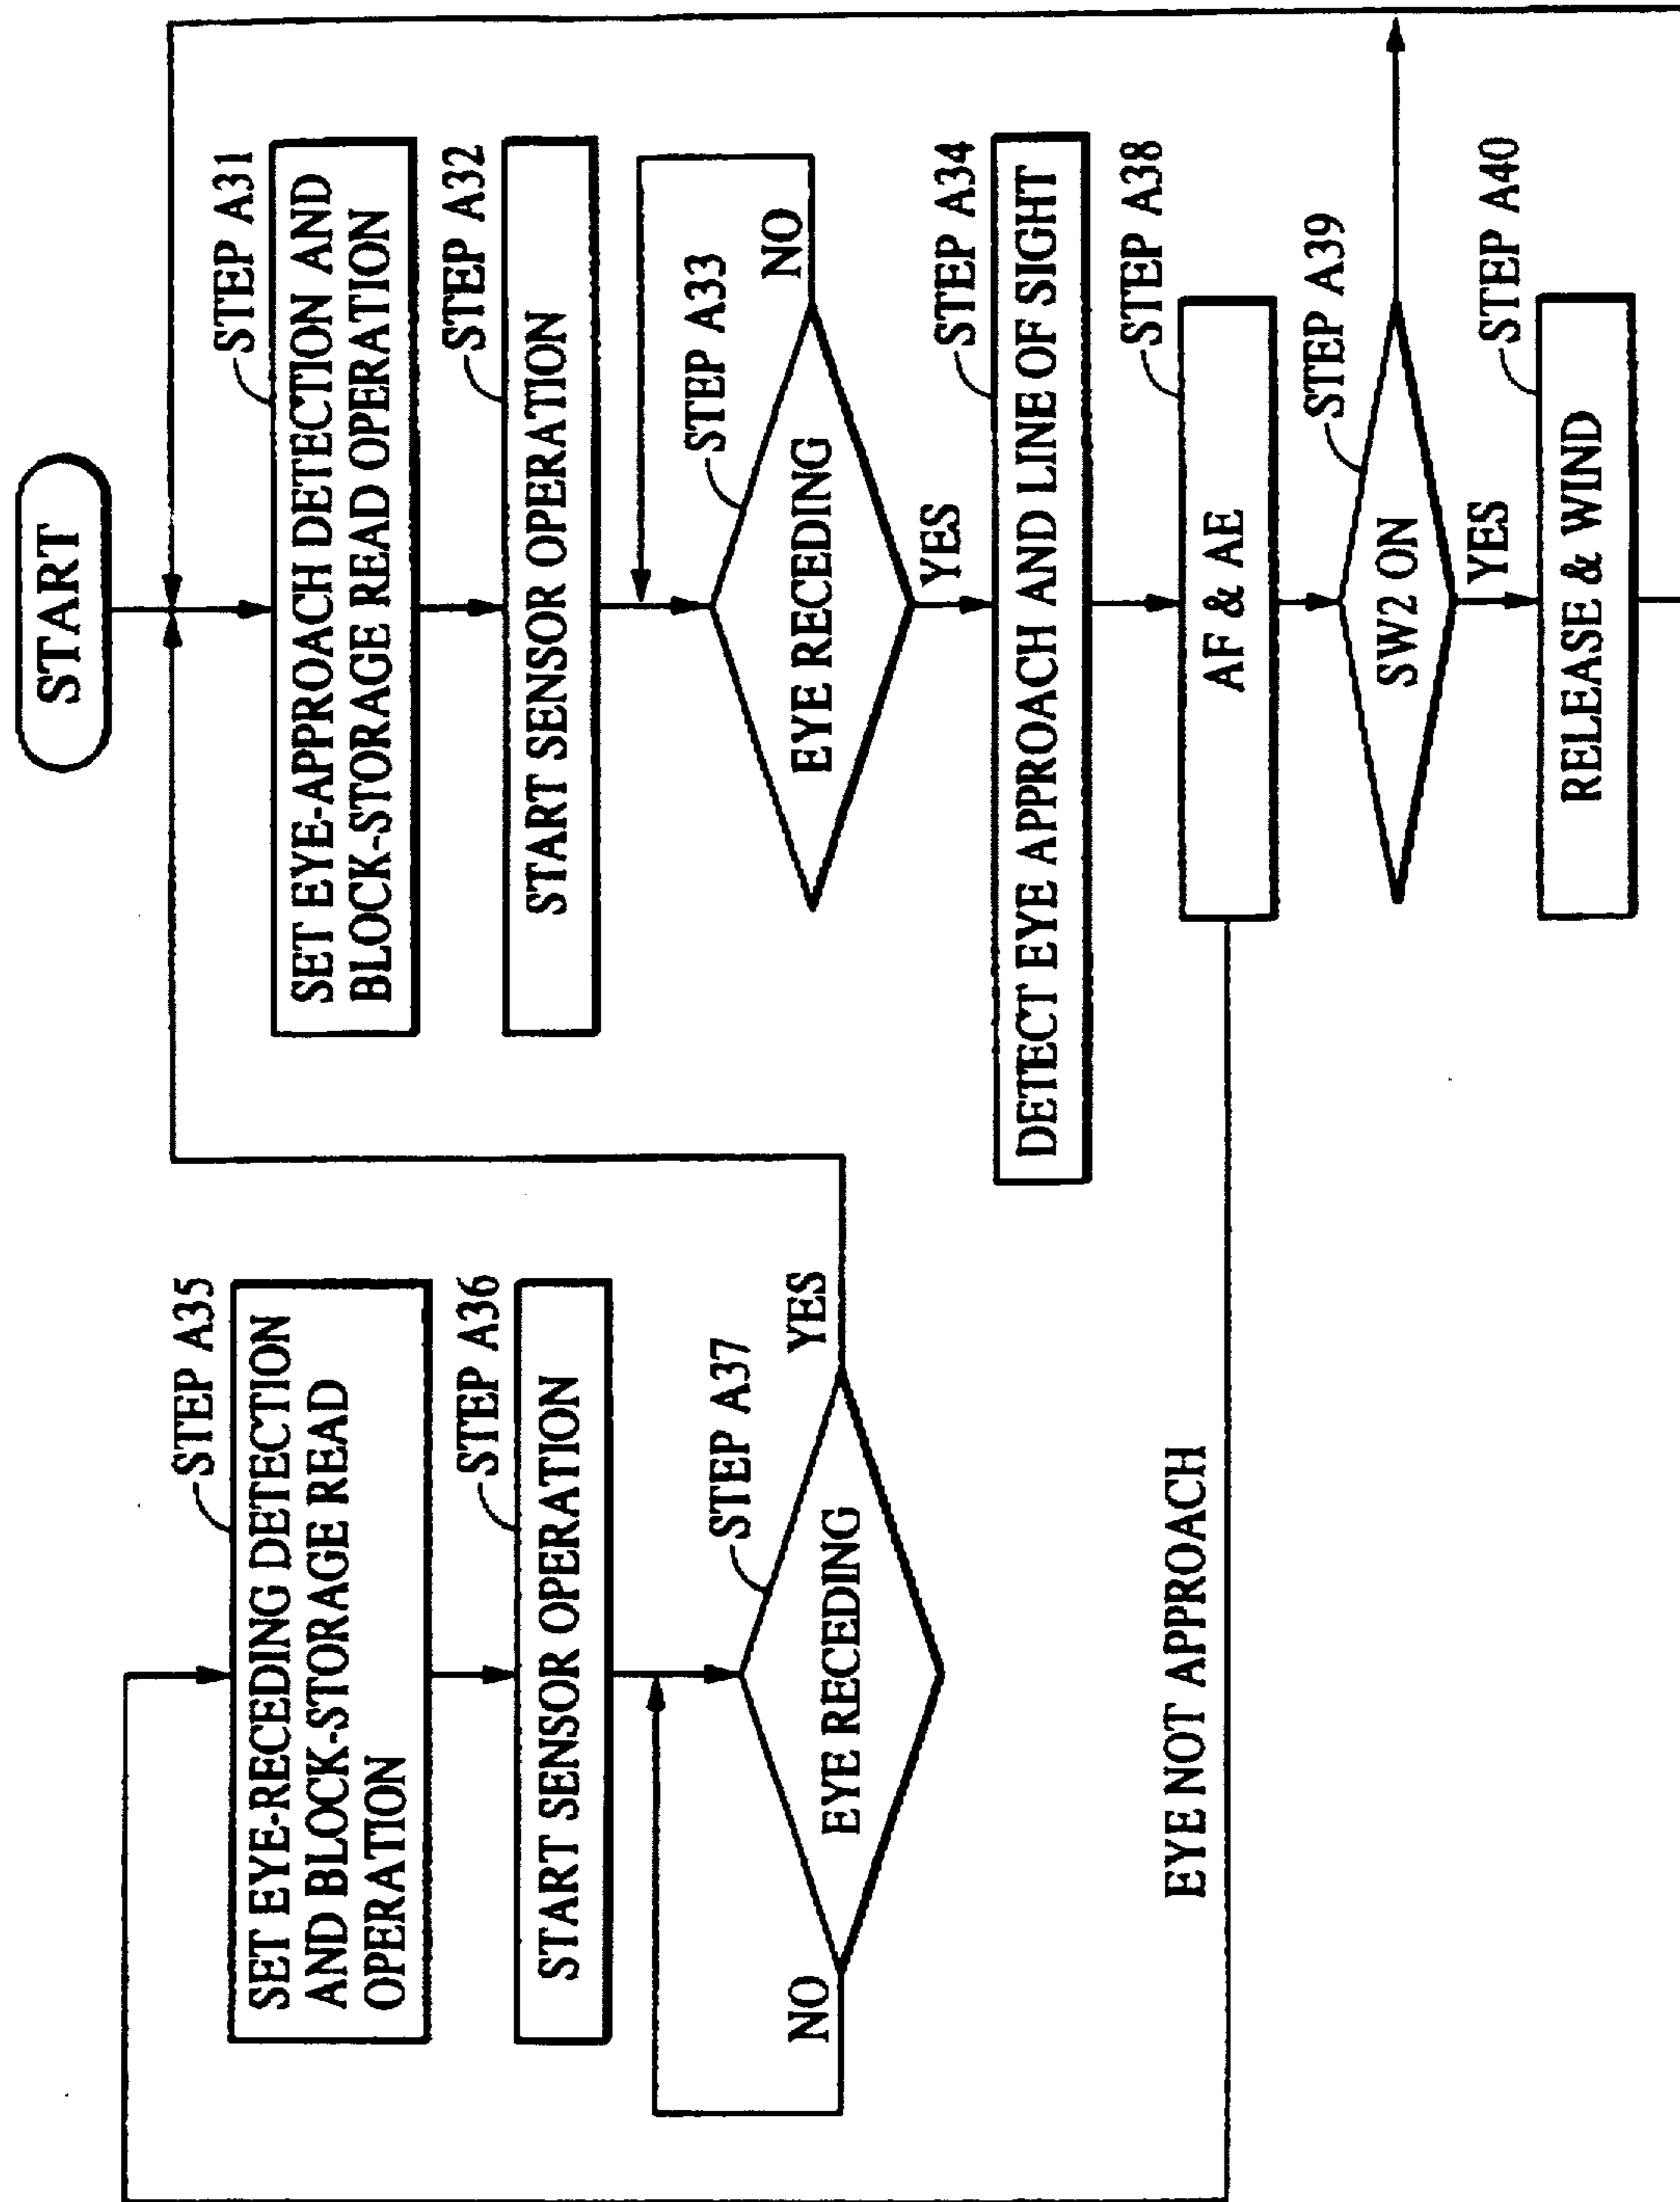 START
STEP A31
SET EYE-APPROACH DETECTION AND
BLOCK-STORAGE READ OPERATION
STEP A32
START SENSOR OPERATION
STEP A33
EYE RECEDING
NO
YES
STEP A34
DETECT EYE APPROACH AND LINE OF SIGHT
STEP A38
AF & AE
STEP A39
SW2 ON
YES
STEP A40
RELEASE & WIND
STEP A35
SET EYE-RECEDING DETECTION
AND BLOCK-STORAGE READ
OPERATION
STEP A36
START SENSOR OPERATION
STEP A37
EYE RECEDING
YES
NO
EYE NOT APPROACH